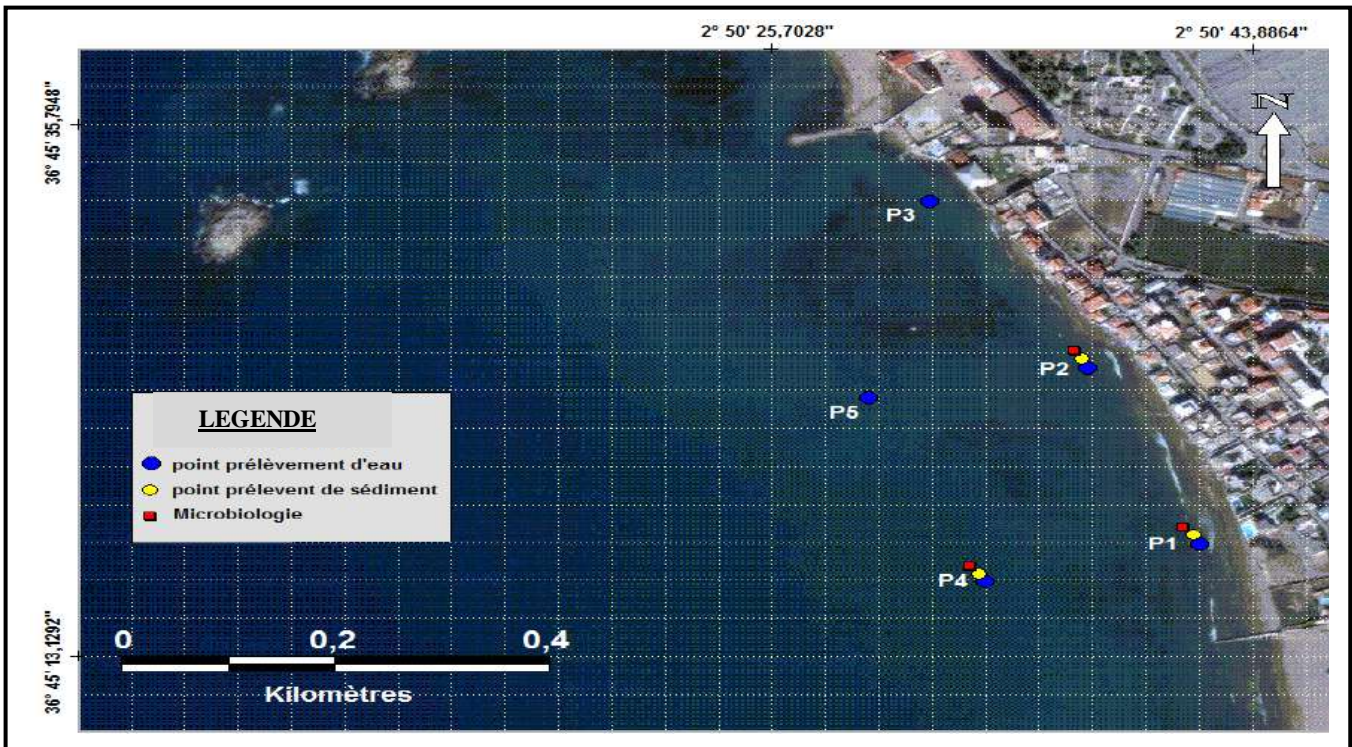 2° 50' 25,7028" 2° 50' 43,8864"
36° 45' 35,7948"
N
P3
P2
P5
LEGENDE
point prélèvement d'eau
point prélevent de sédiment
Microbiologie
P1
P4
0 0,2 0,4
Kilomètres
36° 45' 13,1292"